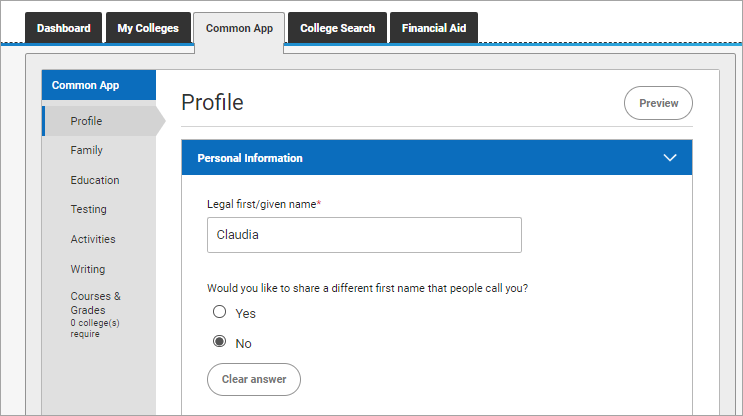 Dashboard
My Colleges
Common App
College Search
Financial Aid
Common App
Profile
Family
Education
Testing
Activities
Writing
Courses &
Grades
0 college(s)
require
Profile
Preview
Personal Information
Legal first/given name*
Claudia
Would you like to share a different first name that people call you?
Yes
No
Clear answer